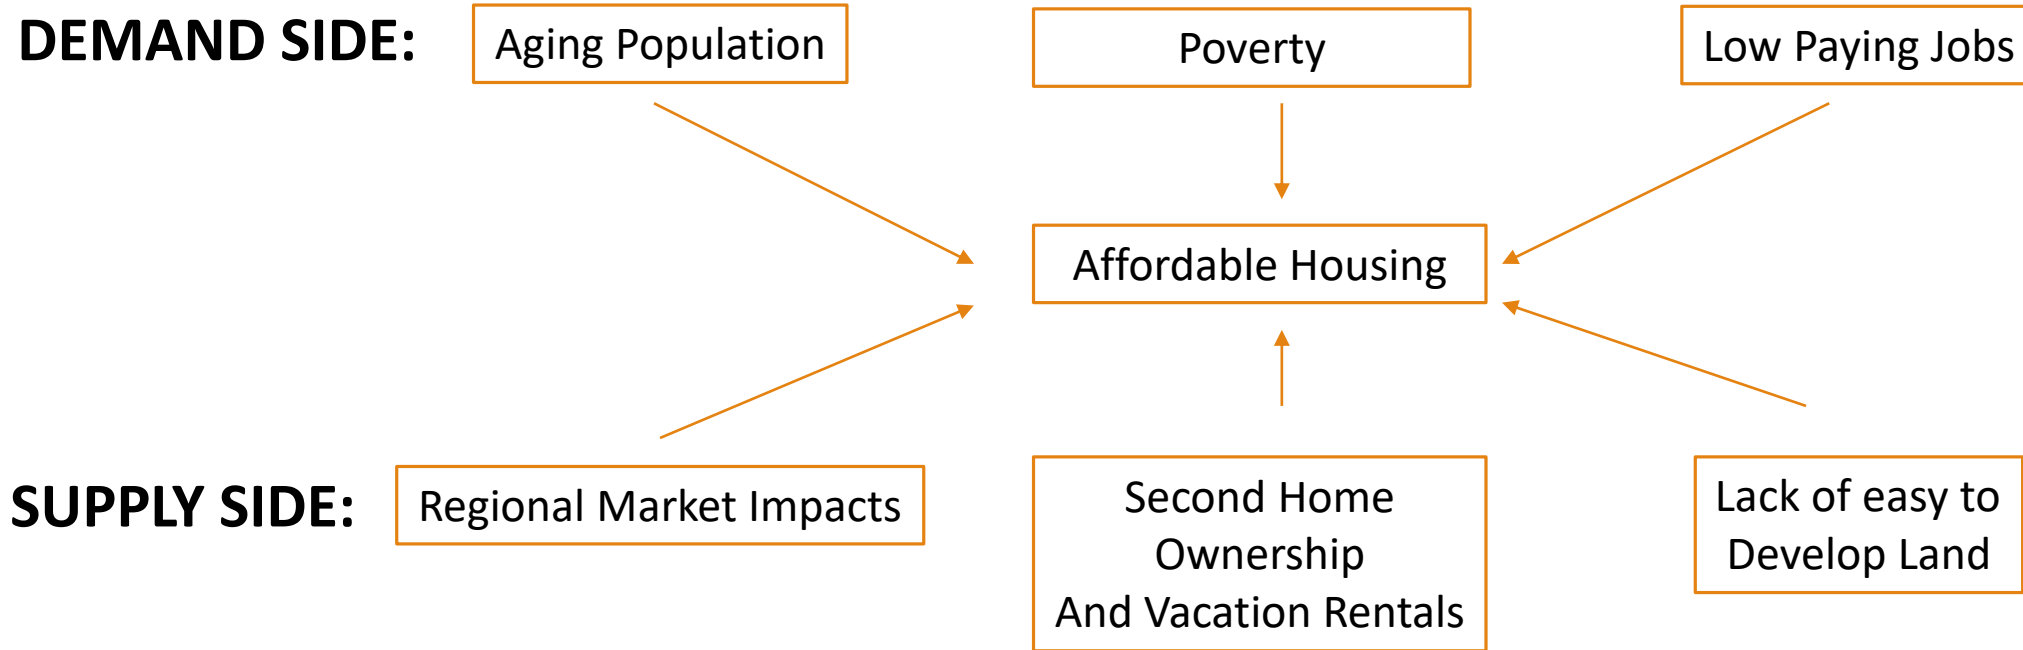 DEMAND SIDE:
Aging Population
Poverty
Low Paying Jobs
Affordable Housing
SUPPLY SIDE:
Regional Market Impacts
Second Home
Ownership
And Vacation Rentals
Lack of easy to
Develop Land